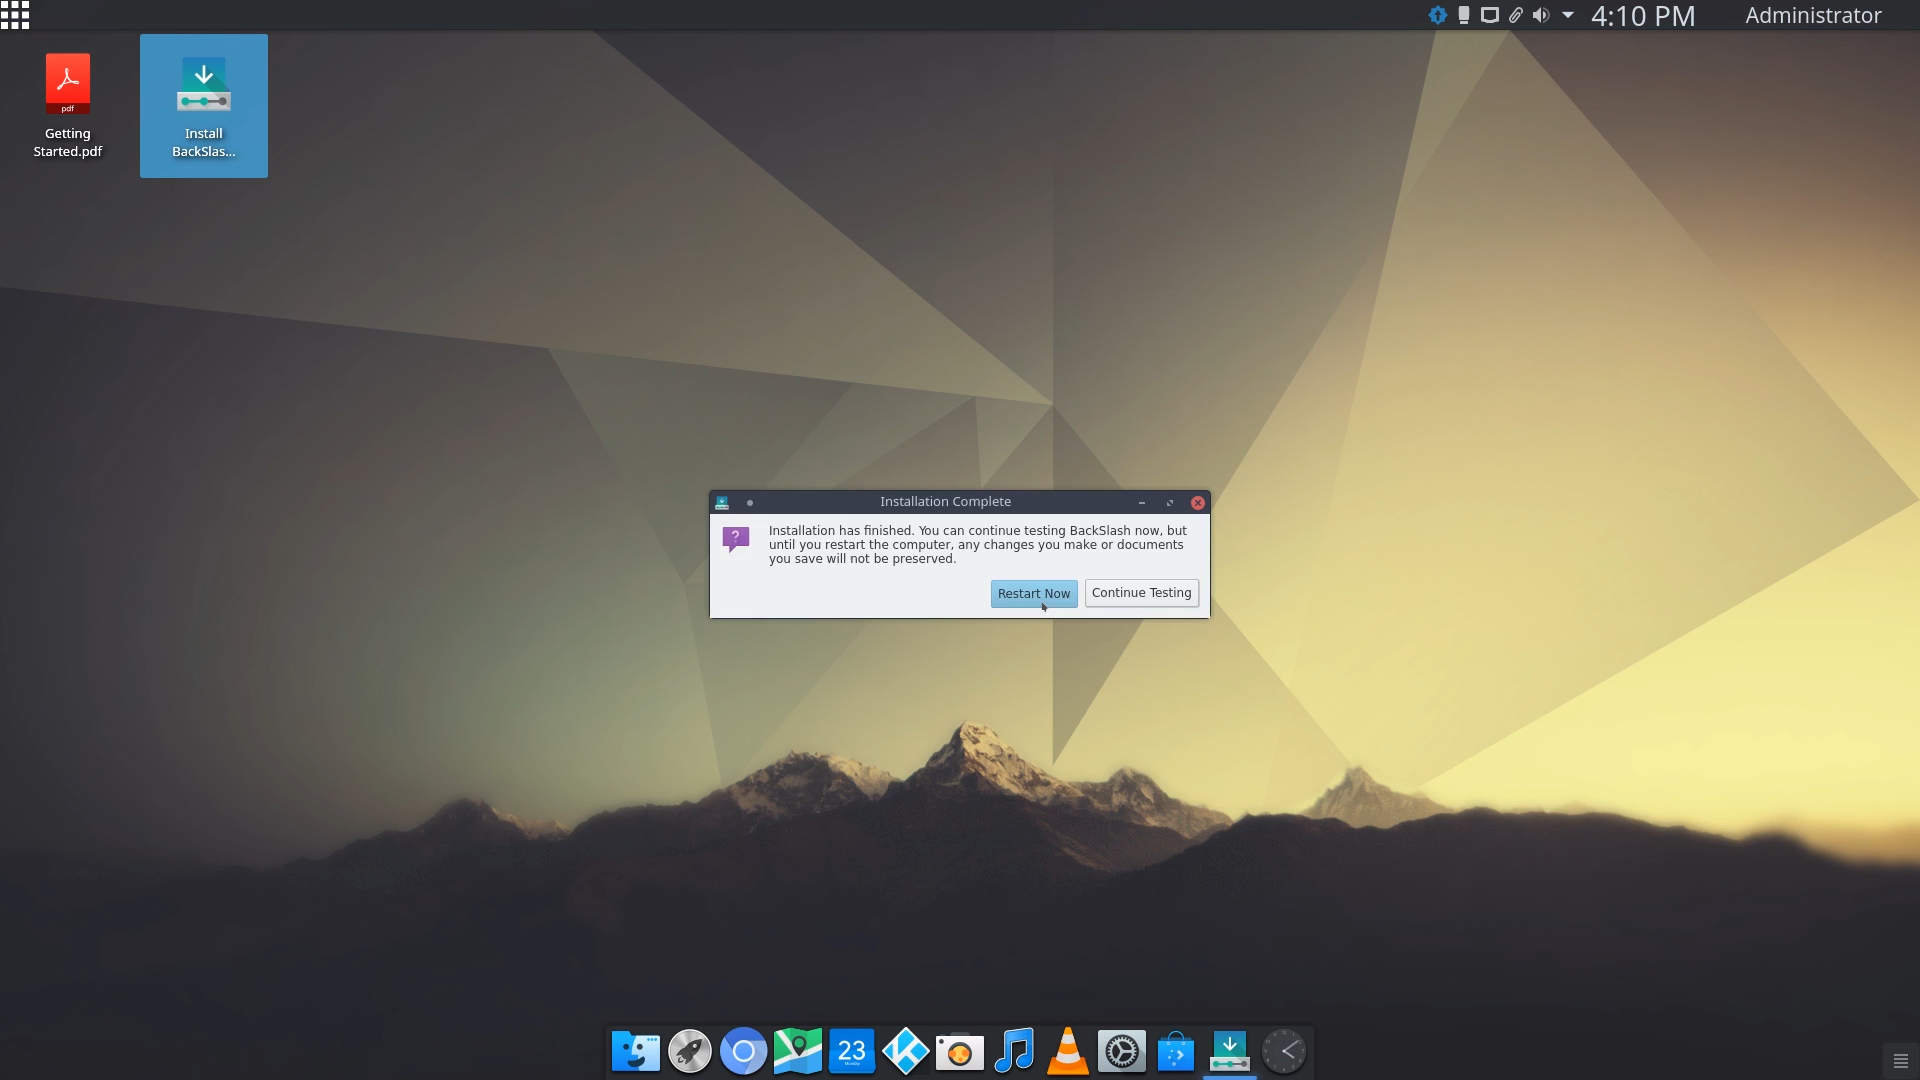 4:10 PM
Administrator
pdf
Getting
Started.pdf
Install
BackSlas...
Installation Complete
?
Installation has finished. You can continue testing BackSlash now, but
until you restart the computer, any changes you make or documents
you save will not be preserved.
Restart Now
Continue Testing
23
Monday